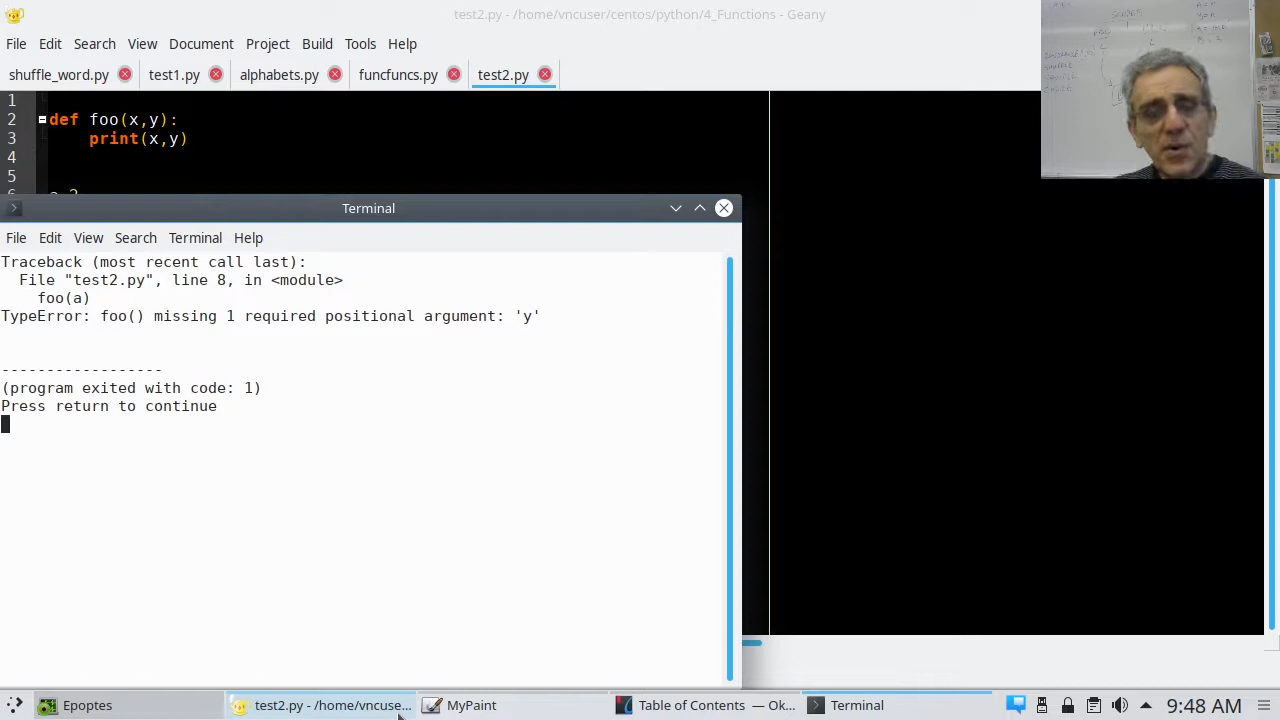 test2.py - /home/vncuser/centos/python/4_Functions - Geany
File Edit Search View Document Project Build Tools Help
shuffle_word.py test1.py alphabets.py funcfuncs.py test2.py
1
2 def foo(x,y):
3 print(x,y)
4
5
Terminal
File Edit View Search Terminal Help
Traceback (most recent call last):
File "test2.py", line 8, in <module>
foo(a)
TypeError: foo() missing 1 required positional argument: 'y'
------------------
(program exited with code: 1)
Press return to continue
Epoptes test2.py - /home/vncuse... MyPaint Table of Contents — Ok... Terminal 9:48 AM